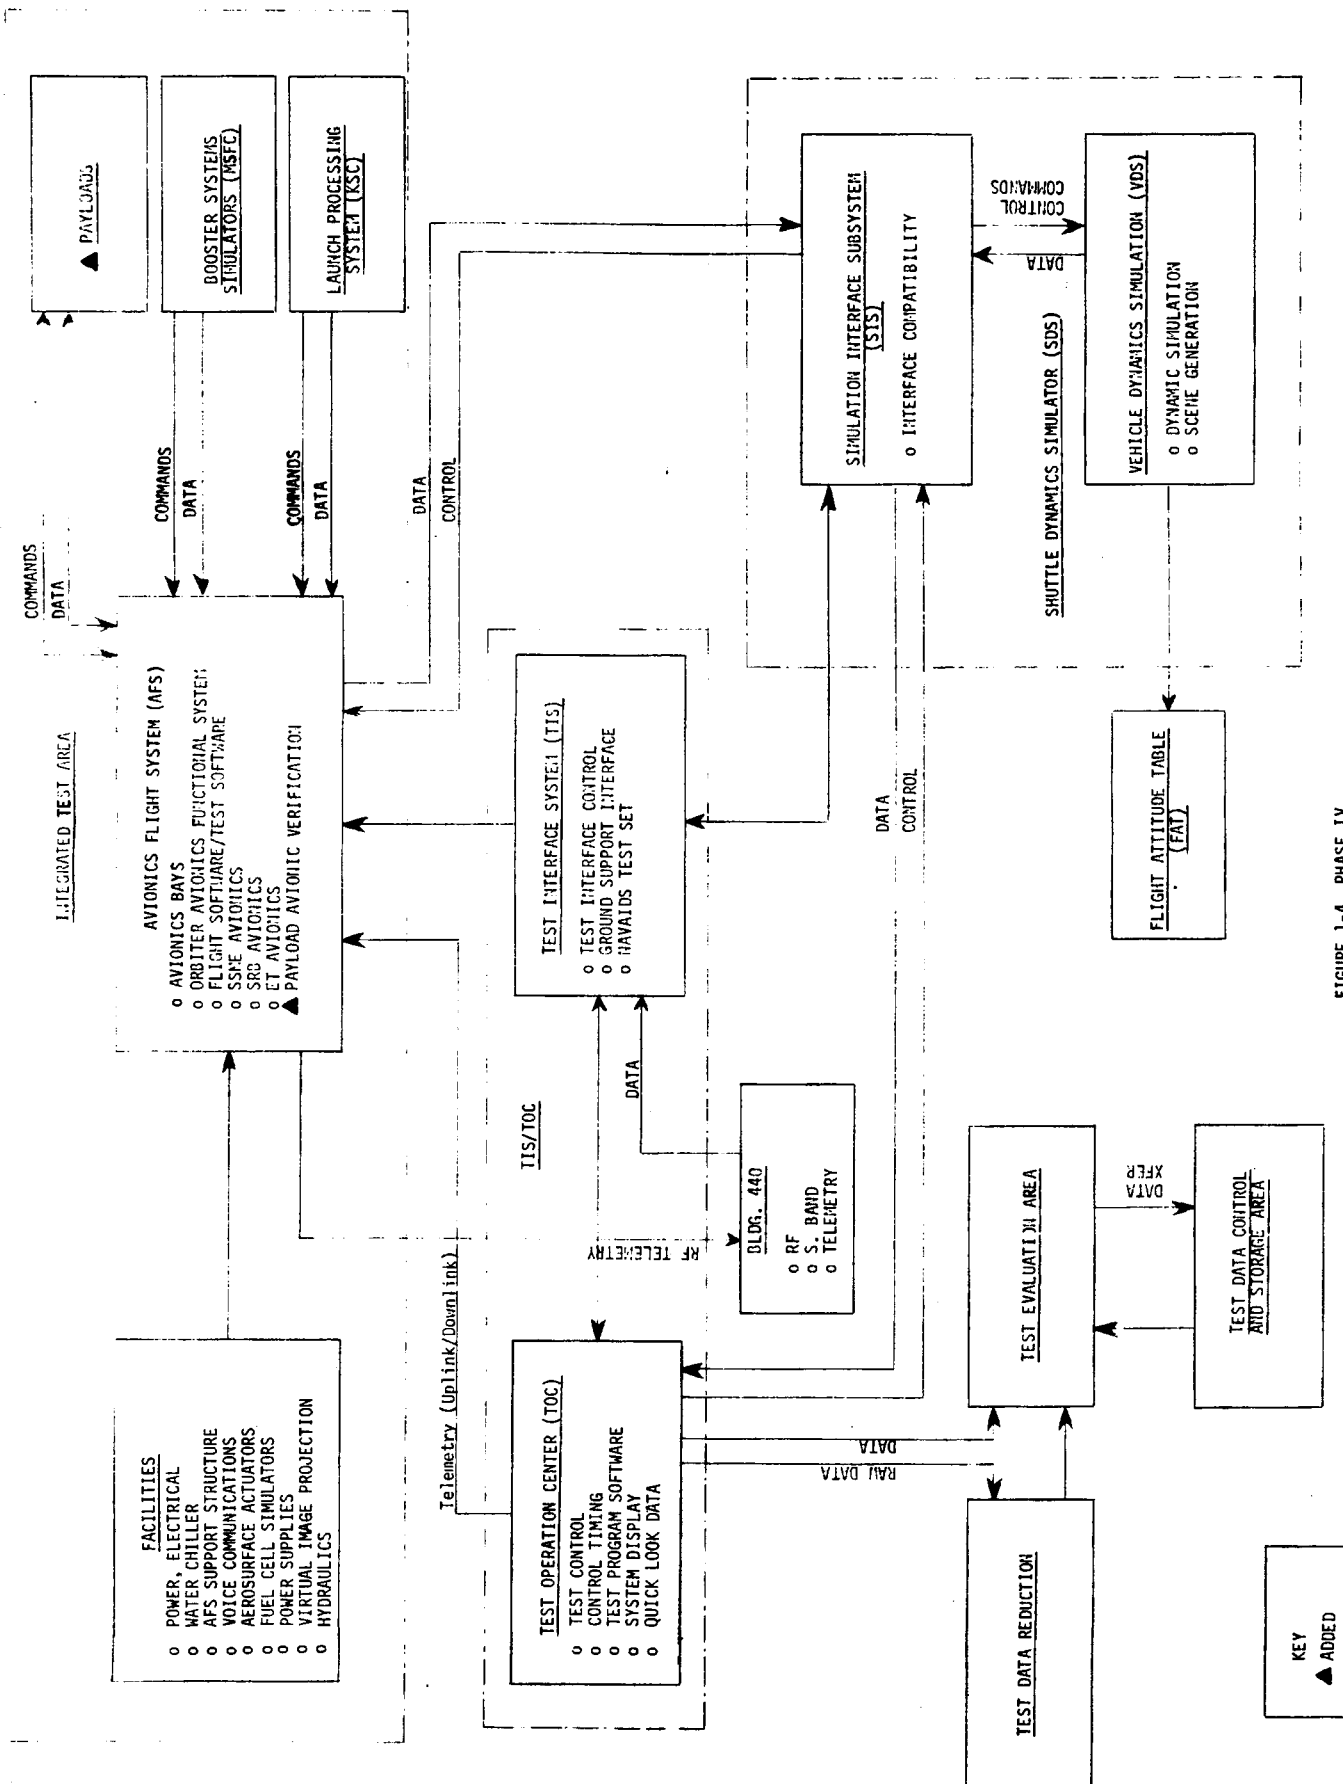 INTEGRATED TEST AREA
FACILITIES
o POWER, ELECTRICAL
o WATER CHILLER
o AFS SUPPORT STRUCTURE
o VOICE COMMUNICATIONS
o AEROSURFACE ACTUATORS
o FUEL CELL SIMULATORS
o POWER SUPPLIES
o VIRTUAL IMAGE PROJECTION
o HYDRAULICS
AVIONICS FLIGHT SYSTEM (AFS)
o AVIONICS BAYS
o ORBITER AVIONICS FUNCTIONAL SYSTEM
o FLIGHT SOFTWARE/TEST SOFTWARE
o SSME AVIONICS
o SRB AVIONICS
o ET AVIONICS
▲ PAYLOAD AVIONIC VERIFICATION
COMMANDS
DATA
▲ PAYLOADS
COMMANDS
DATA
BOOSTER SYSTEMS
SIMULATORS (MSFC)
COMMANDS
DATA
LAUNCH PROCESSING
SYSTEM (KSC)
DATA
CONTROL
Telemetry (Uplink/Downlink)
TIS/TOC
TEST OPERATION CENTER (TOC)
o TEST CONTROL
o CONTROL TIMING
o TEST PROGRAM SOFTWARE
o SYSTEM DISPLAY
o QUICK LOOK DATA
TEST INTERFACE SYSTEM (TIS)
o TEST INTERFACE CONTROL
o GROUND SUPPORT INTERFACE
o NAVAIDS TEST SET
DATA
RF TELEMETRY
BLDG. 440
o RF
o S. BAND
o TELEMETRY
DATA
CONTROL
SIMULATION INTERFACE SUBSYSTEM
(SIS)
o INTERFACE COMPATIBILITY
DATA
CONTROL
COMMANDS
SHUTTLE DYNAMICS SIMULATOR (SDS)
VEHICLE DYNAMICS SIMULATION (VDS)
o DYNAMIC SIMULATION
o SCENE GENERATION
FLIGHT ATTITUDE TABLE
(FAT)
RAW DATA
DATA
TEST DATA REDUCTION
TEST EVALUATION AREA
DATA
XFER
TEST DATA CONTROL
AND STORAGE AREA
KEY
▲ ADDED
FIGURE 1-4 PHASE IV